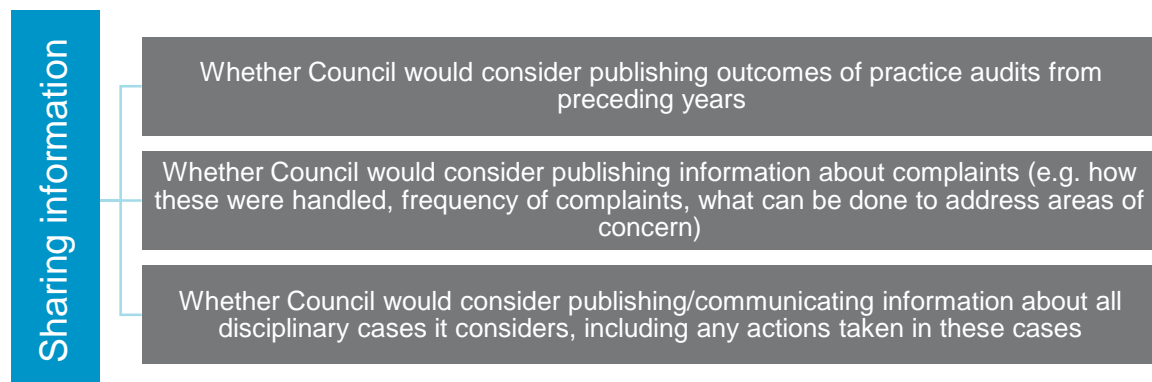 Sharing information
Whether Council would consider publishing outcomes of practice audits from
preceding years
Whether Council would consider publishing information about complaints (e.g. how
these were handled, frequency of complaints, what can be done to address areas of
concern)
Whether Council would consider publishing/communicating information about all
disciplinary cases it considers, including any actions taken in these cases